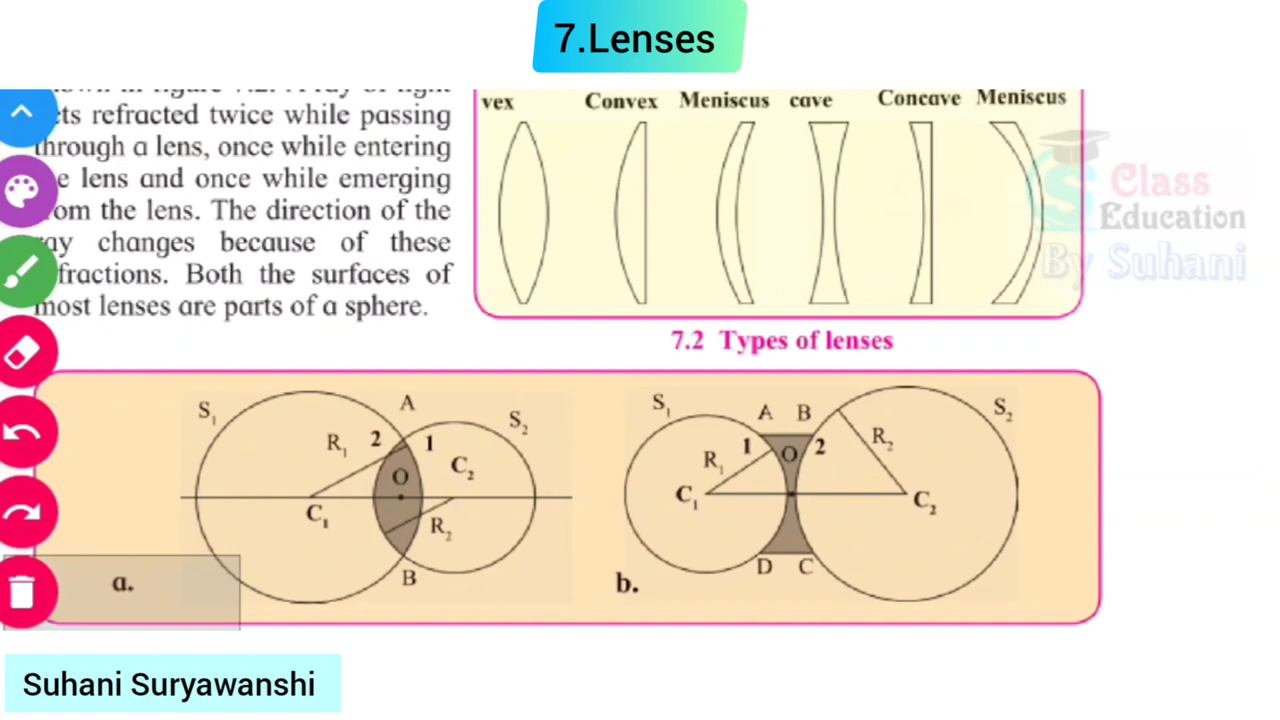 7.Lenses
ets refracted twice while passing
through a lens, once while entering
e lens and once while emerging
om the lens. The direction of the
ay changes because of these
fractions. Both the surfaces of
most lenses are parts of a sphere.
vex Convex Meniscus cave Concave Meniscus
Class
Education
By Suhani
7.2 Types of lenses
S₁ A S₂
R₁ 2 1
O C₂
C₁ R₂
B
a.
S₁ A B S₂
1 O 2 R₂
R₁
C₁ C₂
D C
b.
Suhani Suryawanshi